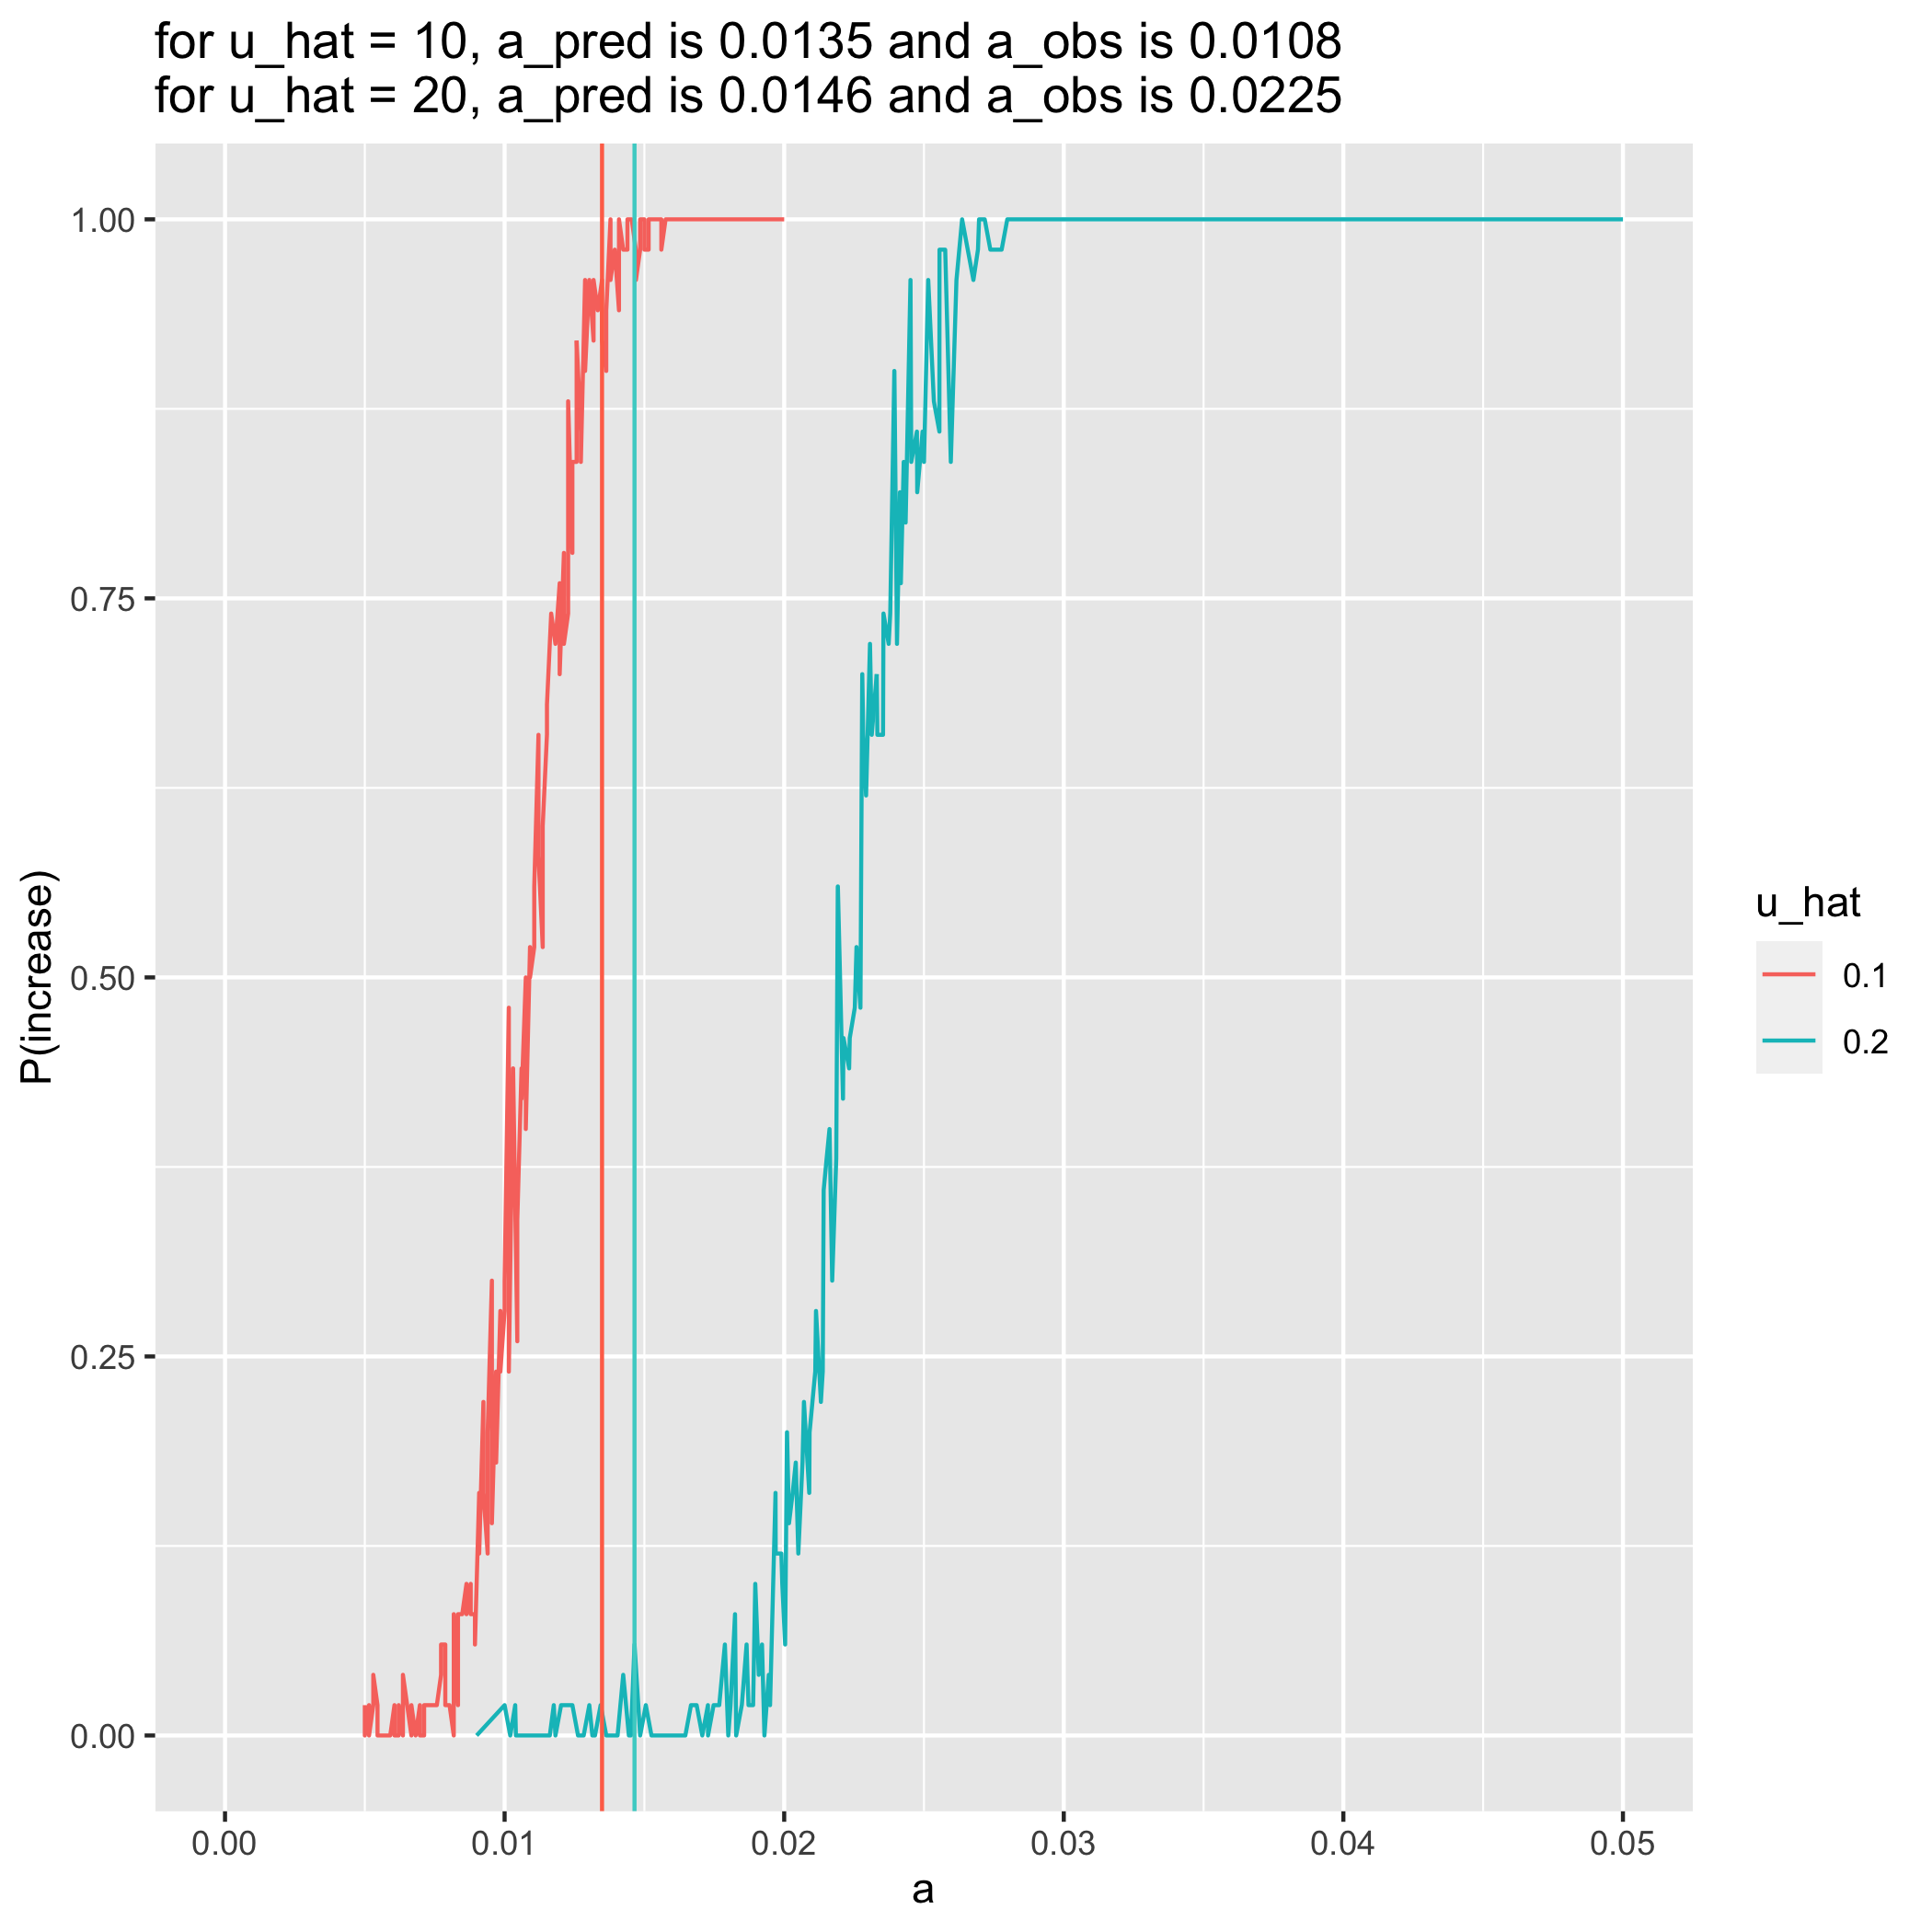 for u_hat = 10, a_pred is 0.0135 and a_obs is 0.0108
for u_hat = 20, a_pred is 0.0146 and a_obs is 0.0225
1.00
0.75
0.50
0.25
0.00
P(increase)
0.00 0.01 0.02 0.03 0.04 0.05
a
u_hat
0.1
0.2